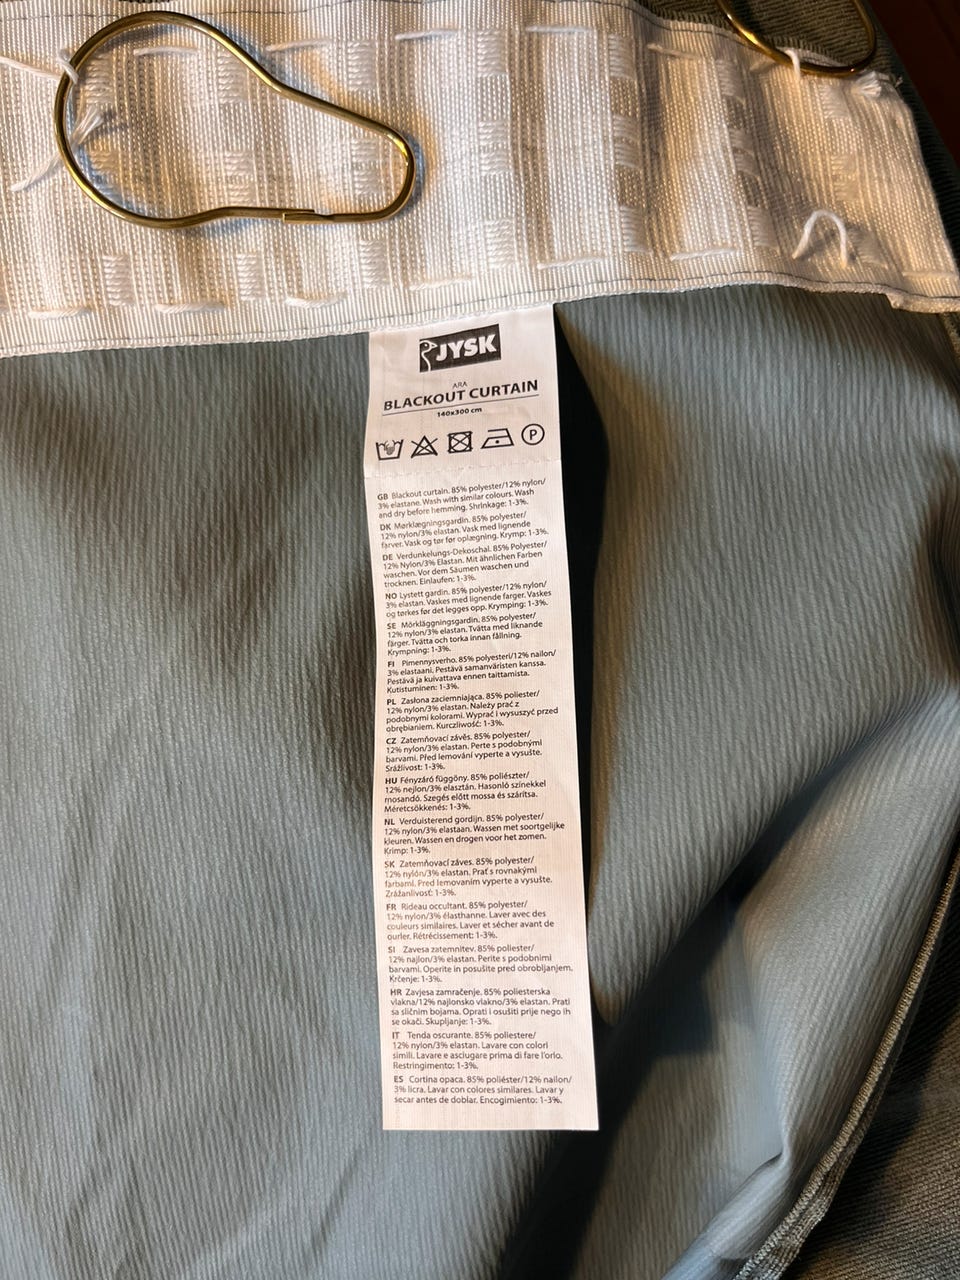 JYSK
ARA
BLACKOUT CURTAIN
140x300 cm
P
GB Blackout curtain. 85% polyester/12% nylon/
3% elastane. Wash with similar colours. Wash
and dry before hemming. Shrinkage: 1-3%.
DK Mørklægningsgardin. 85% polyester/
12% nylon/3% elastan. Vask med lignende
farver. Vask og tør før oplægning. Krymp: 1-3%.
DE Verdunkelungs-Dekoschal. 85% Polyester/
12% Nylon/3% Elastan. Mit ähnlichen Farben
waschen. Vor dem Säumen waschen und
trocknen. Einlaufen: 1-3%.
NO Lystett gardin. 85% polyester/12% nylon/
3% elastan. Vaskes med lignende farger. Vaskes
og tørkes før det legges opp. Krymping: 1-3%.
SE Mörkläggningsgardin. 85% polyester/
12% nylon/3% elastan. Tvätta med liknande
färger. Tvätta och torka innan fållning.
Krympning: 1-3%.
FI Pimennysverho. 85% polyesteri/12% nailon/
3% elastaani. Pestävä samanväristen kanssa.
Pestävä ja kuivattava ennen taittamista.
Kutistuminen: 1-3%.
PL Zasłona zaciemniająca. 85% poliester/
12% nylon/3% elastan. Należy prać z
podobnymi kolorami. Wyprać i wysuszyć przed
obrębianiem. Kurczliwość: 1-3%.
CZ Zatemňovací závěs. 85% polyester/
12% nylon/3% elastan. Perte s podobnými
barvami. Před lemování vyperte a vysušte.
Srážlivost: 1-3%.
HU Fényzáró függöny. 85% poliészter/
12% nejlon/3% elasztán. Hasonló színekkel
mosandó. Szegés előtt mossa és szárítsa.
Méretcsökkenés: 1-3%.
NL Verduisterend gordijn. 85% polyester/
12% nylon/3% elastaan. Wassen met soortgelijke
kleuren. Wassen en drogen voor het zomen.
Krimp: 1-3%.
SK Zatemňovací záves. 85% polyester/
12% nylón/3% elastan. Prať s rovnakými
farbami. Pred lemovaním vyperte a vysušte.
Zrážanlivosť: 1-3%.
FR Rideau occultant. 85% polyester/
12% nylon/3% élasthanne. Laver avec des
couleurs similaires. Laver et sécher avant de
ourler. Rétrécissement: 1-3%.
SI Zavesa zatemnitev. 85% poliester/
12% najlon/3% elastan. Perite s podobnimi
barvami. Operite in posušite pred obrobljanjem.
Krčenje: 1-3%.
HR Zavjesa zamračenje. 85% poliesterska
vlakna/12% najlonsko vlakno/3% elastan. Prati
sa sličnim bojama. Oprati i osušiti prije nego ih
se okači. Skupljanje: 1-3%.
IT Tenda oscurante. 85% poliestere/
12% nylon/3% elastan. Lavare con colori
simili. Lavare e asciugare prima di fare l'orlo.
Restringimento: 1-3%.
ES Cortina opaca. 85% poliéster/12% nailon/
3% licra. Lavar con colores similares. Lavar y
secar antes de doblar. Encogimiento: 1-3%.